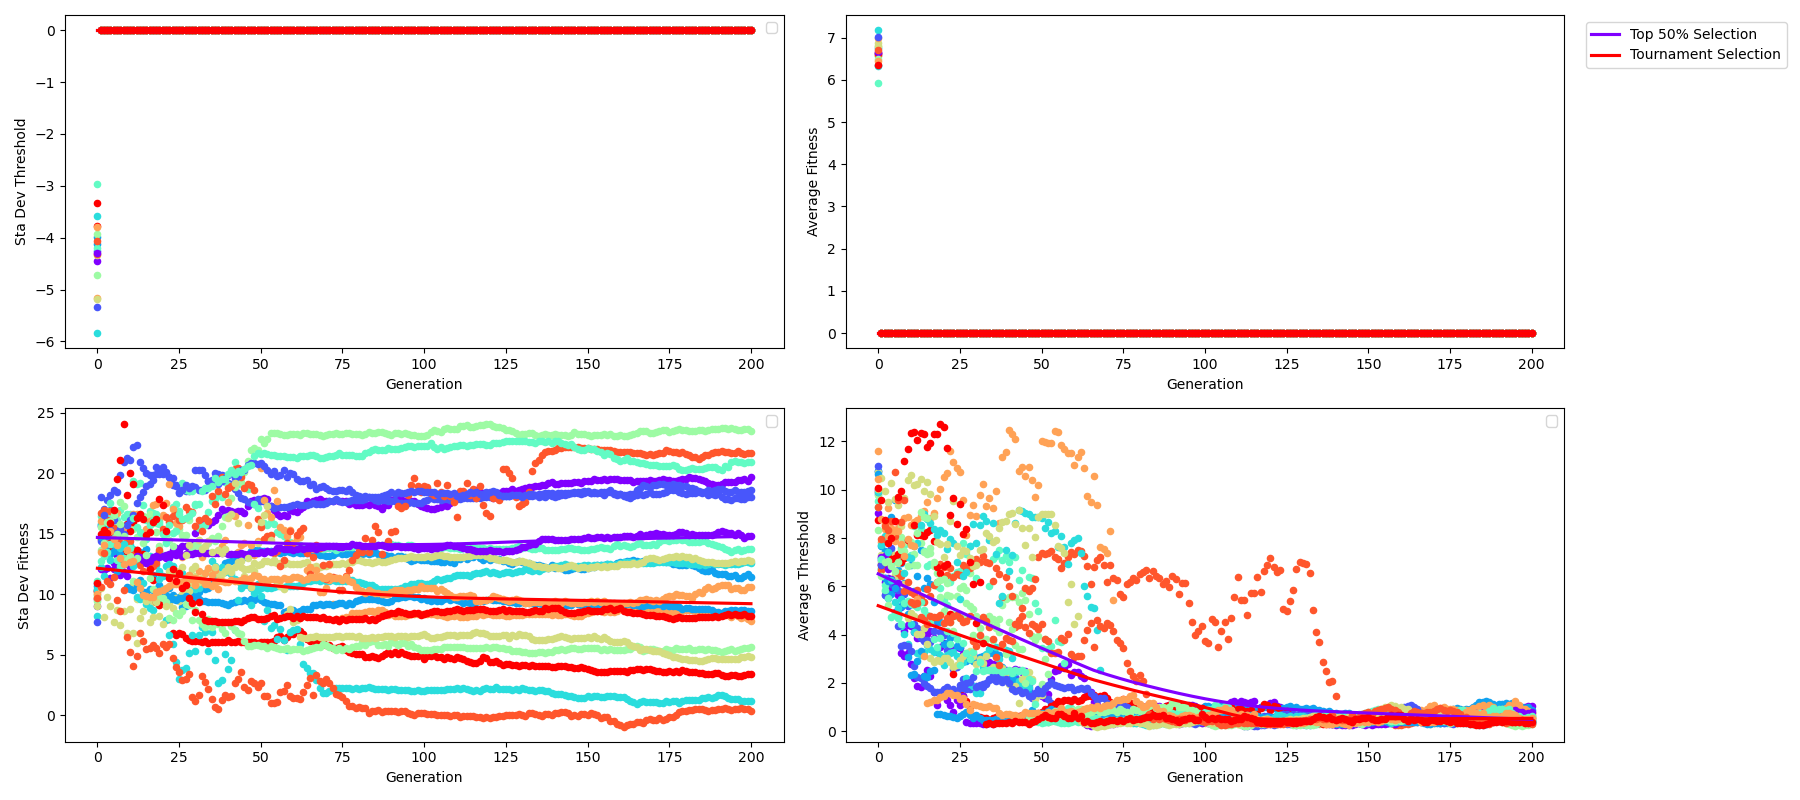 0
−1
−2
−3
−4
−5
−6
Sta Dev Threshold
0 25 50 75 100 125 150 175 200
Generation
7
6
5
4
3
2
1
0
Average Fitness
0 25 50 75 100 125 150 175 200
Generation
Top 50% Selection
Tournament Selection
25
20
15
10
5
0
Sta Dev Fitness
0 25 50 75 100 125 150 175 200
Generation
12
10
8
6
4
2
0
Average Threshold
0 25 50 75 100 125 150 175 200
Generation